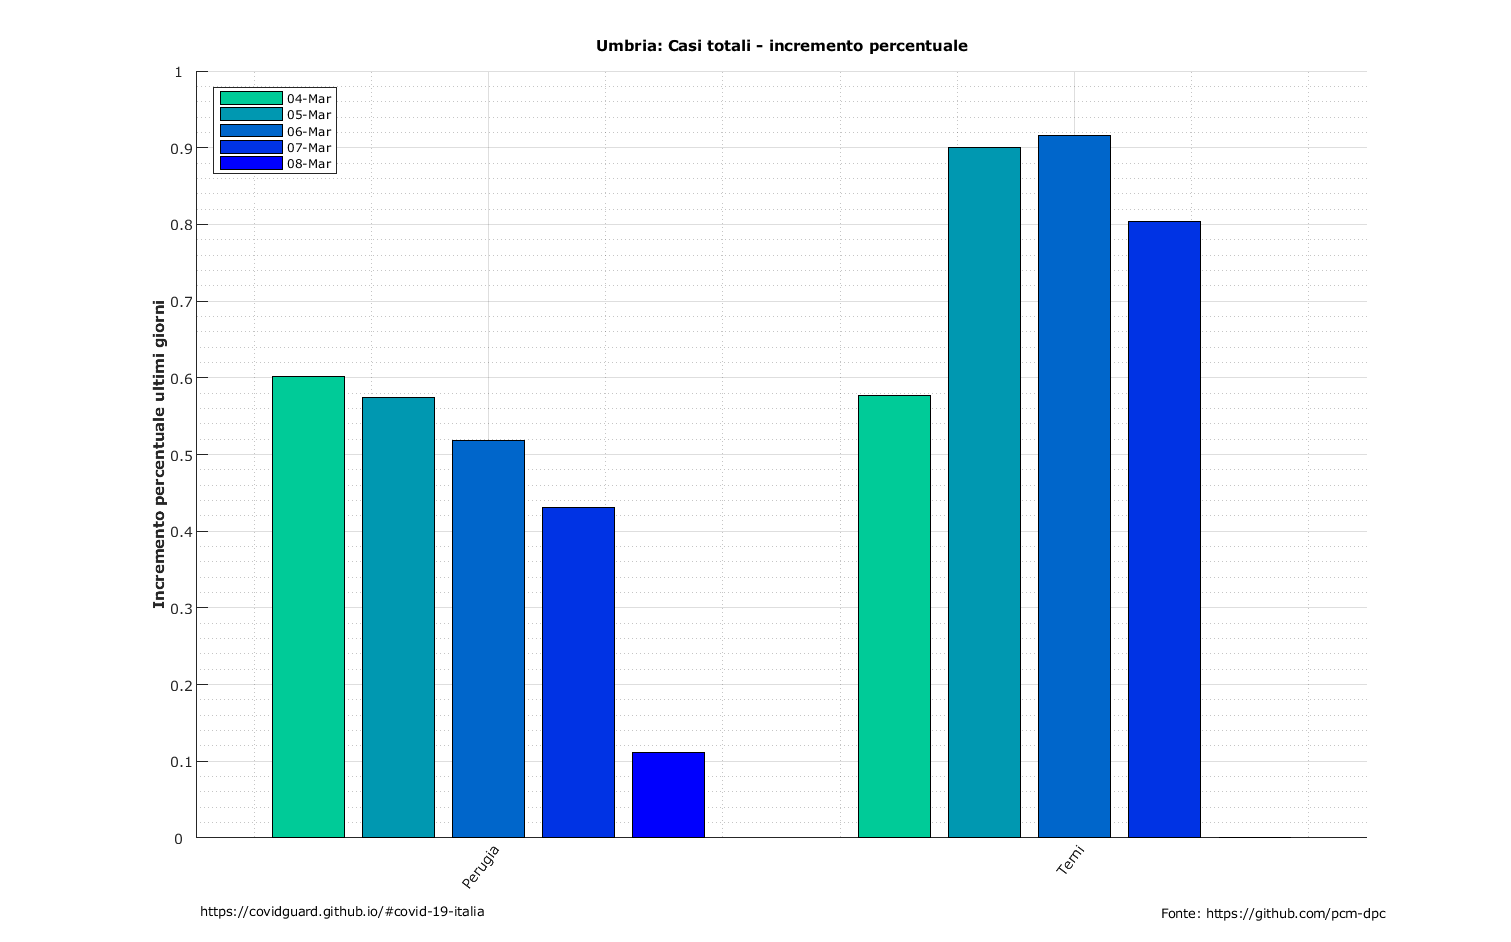 Umbria: Casi totali - incremento percentuale
04-Mar
05-Mar
06-Mar
07-Mar
08-Mar
Incremento percentuale ultimi giorni
1
0.9
0.8
0.7
0.6
0.5
0.4
0.3
0.2
0.1
0
Perugia
Terni
https://covidguard.github.io/#covid-19-italia
Fonte: https://github.com/pcm-dpc